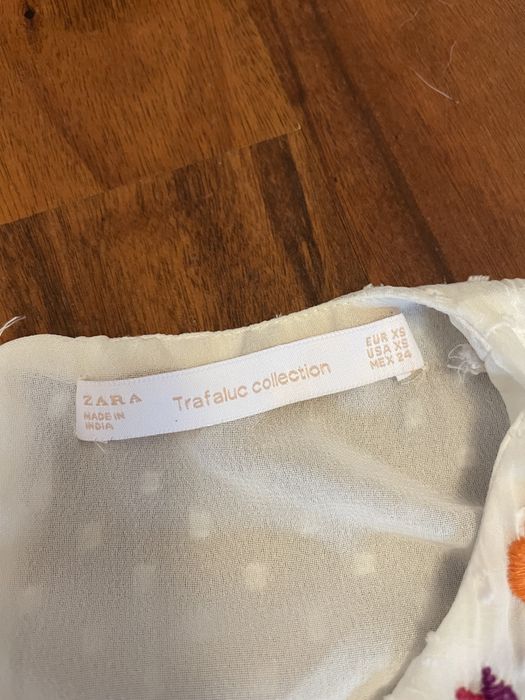 ZARA
MADE IN
INDIA
Trafaluc collection
EUR XS
USA XS
MEX 24